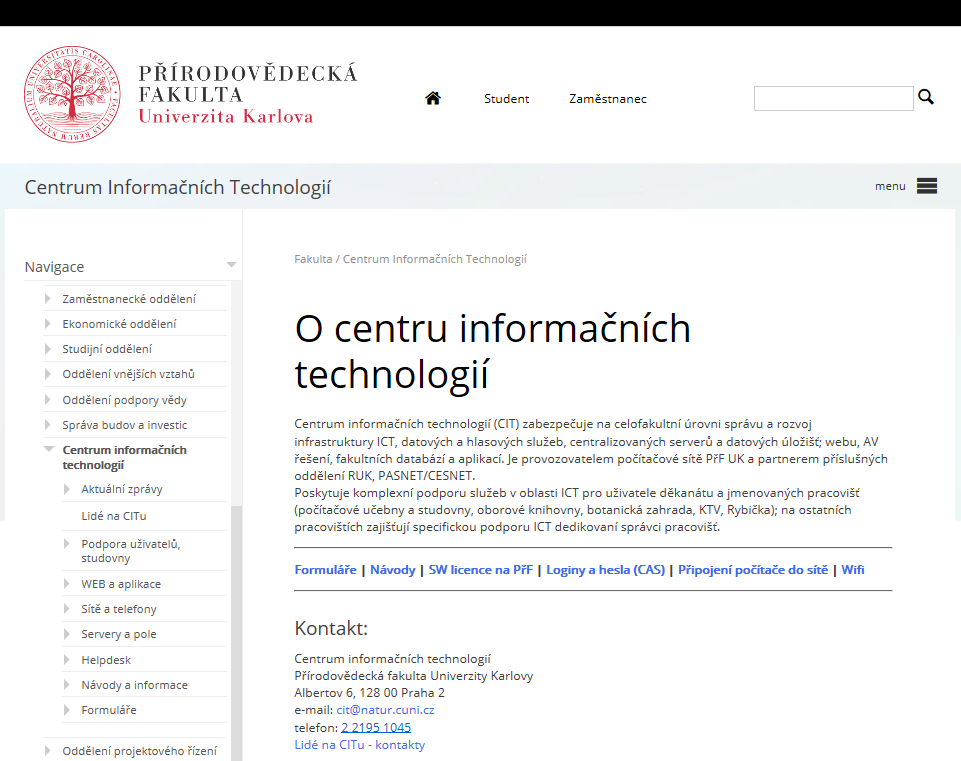 PŘÍRODOVĚDECKÁ
FAKULTA
Univerzita Karlova
Student
Zaměstnanec
Centrum Informačních Technologií
menu
Navigace
Zaměstnanecké oddělení
Ekonomické oddělení
Studijní oddělení
Oddělení vnějších vztahů
Oddělení podpory vědy
Správa budov a investic
Centrum informačních
technologií
Aktuální zprávy
Lidé na CITu
Podpora uživatelů,
studovny
WEB a aplikace
Sítě a telefony
Servery a pole
Helpdesk
Návody a informace
Formuláře
Oddělení projektového řízení
Fakulta / Centrum Informačních Technologií
O centru informačních
technologií
Centrum informačních technologií (CIT) zabezpečuje na celofakultní úrovni správu a rozvoj
infrastruktury ICT, datových a hlasových služeb, centralizovaných serverů a datových úložišť; webu, AV
řešení, fakultních databází a aplikací. Je provozovatelem počítačové sítě PřF UK a partnerem příslušných
oddělení RUK, PASNET/CESNET.
Poskytuje komplexní podporu služeb v oblasti ICT pro uživatele děkanátu a jmenovaných pracovišť
(počítačové učebny a studovny, oborové knihovny, botanická zahrada, KTV, Rybička); na ostatních
pracovištích zajišťují specifickou podporu ICT dedikovaní správci pracovišť.
Formuláře | Návody | SW licence na PřF | Loginy a hesla (CAS) | Připojení počítače do sítě | Wifi
Kontakt:
Centrum informačních technologií
Přírodovědecká fakulta Univerzity Karlovy
Albertov 6, 128 00 Praha 2
e-mail: cit@natur.cuni.cz
telefon: 2 2195 1045
Lidé na CITu - kontakty